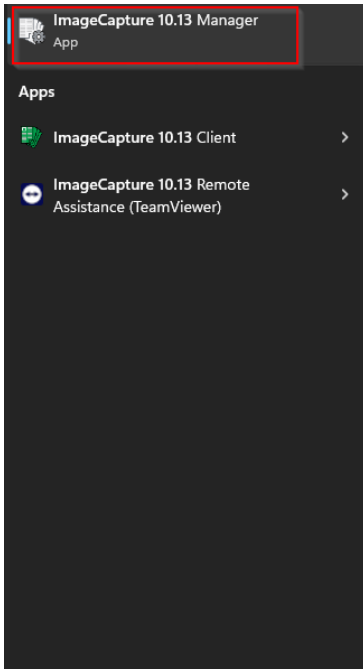 ImageCapture 10.13 Manager
App
Apps
ImageCapture 10.13 Client
ImageCapture 10.13 Remote
Assistance (TeamViewer)